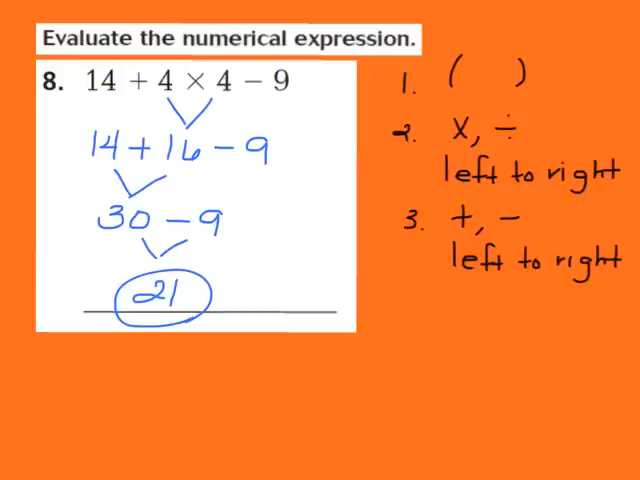 Evaluate the numerical expression.
8. 14 + 4 × 4 − 9
14 + 16 − 9
30 − 9
21
1. ( )
2. x, ÷
left to right
3. +, −
left to right